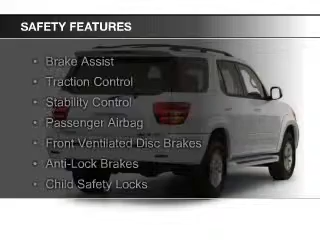 SAFETY FEATURES
• Brake Assist
• Traction Control
• Stability Control
• Passenger Airbag
• Front Ventilated Disc Brakes
• Anti-Lock Brakes
• Child Safety Locks